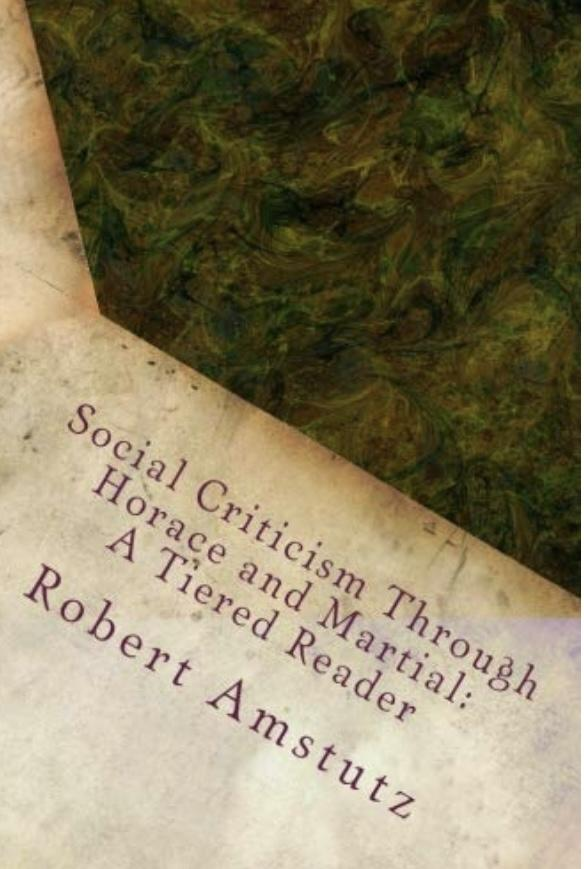 Social Criticism Through
Horace and Martial:
A Tiered Reader
Robert Amstutz